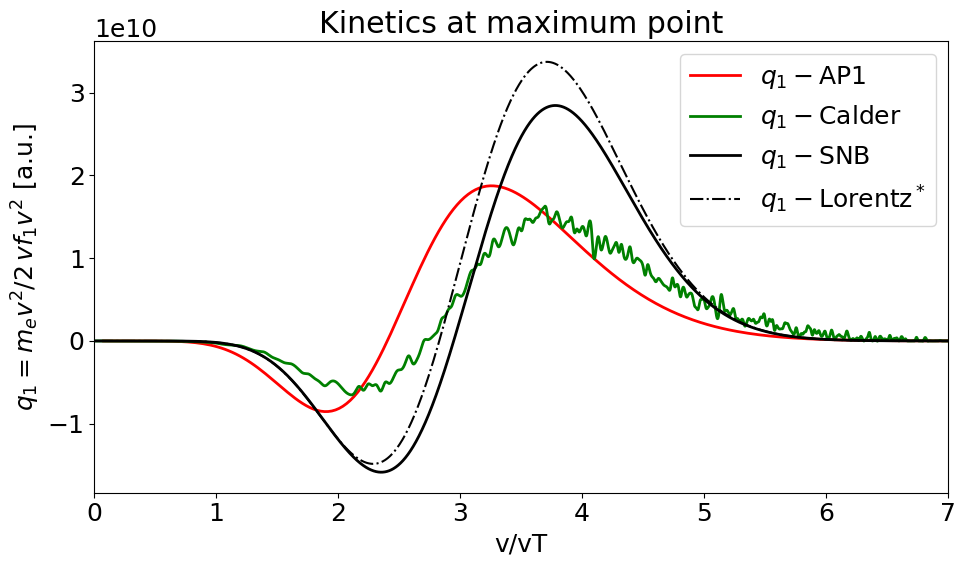 Kinetics at maximum point
1e10
q₁ = mₑv²/2 vf₁v² [a.u.]
3
2
1
0
−1
0 1 2 3 4 5 6 7
v/vT
q₁ − AP1
q₁ − Calder
q₁ − SNB
q₁ − Lorentz*